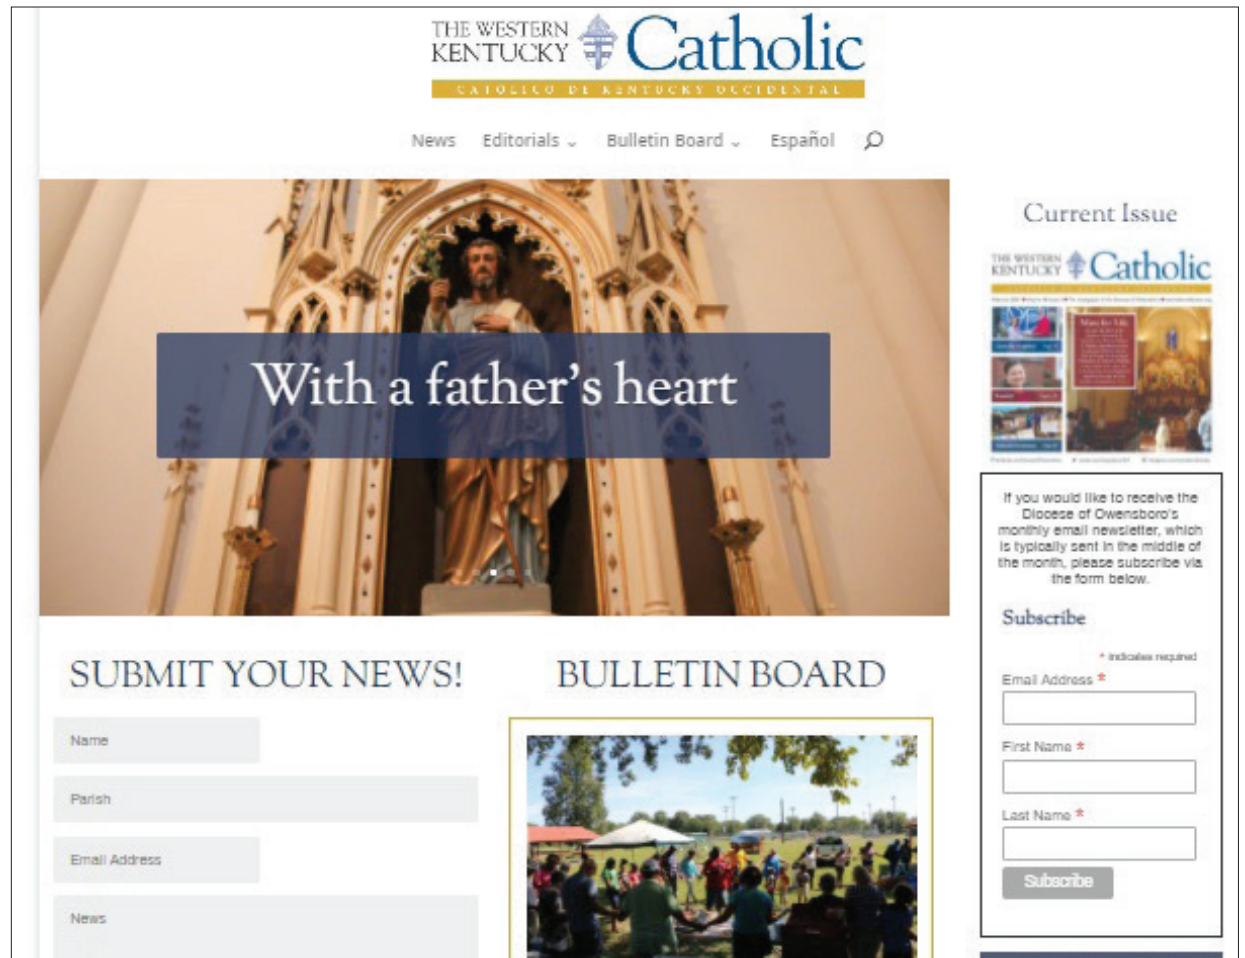 THE WESTERN
KENTUCKY
Catholic
CATOLICO DE KENTUCKY OCCIDENTAL
News Editorials Bulletin Board Español
With a father's heart
Current Issue
THE WESTERN
KENTUCKY
Catholic
Mass for Life
If you would like to receive the
Diocese of Owensboro's
monthly email newsletter, which
is typically sent in the middle of
the month, please subscribe via
the form below.
Subscribe
* indicates required
Email Address *
First Name *
Last Name *
Subscribe
SUBMIT YOUR NEWS!
Name
Parish
Email Address
News
BULLETIN BOARD